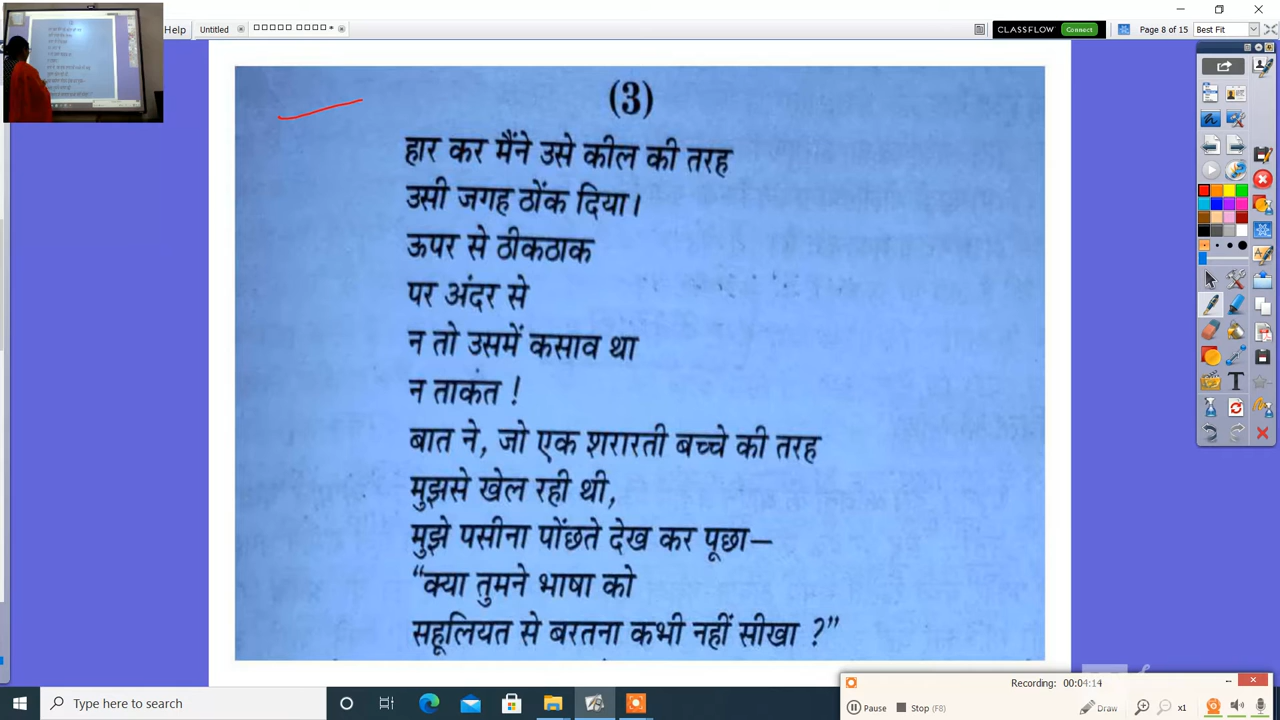 Help
Untitled
CLASSFLOW Connect
Page 8 of 15
Best Fit
(3)
हार कर मैंने उसे कील की तरह
उसी जगह ठोंक दिया।
ऊपर से ठीकठाक
पर अंदर से
न तो उसमें कसाव था
न ताकत !
बात ने, जो एक शरारती बच्चे की तरह
मुझसे खेल रही थी,
मुझे पसीना पोंछते देख कर पूछा—
“क्या तुमने भाषा को
सहूलियत से बरतना कभी नहीं सीखा ?”
Recording: 00:04:14
Pause
Stop (F8)
Draw
x1
Type here to search